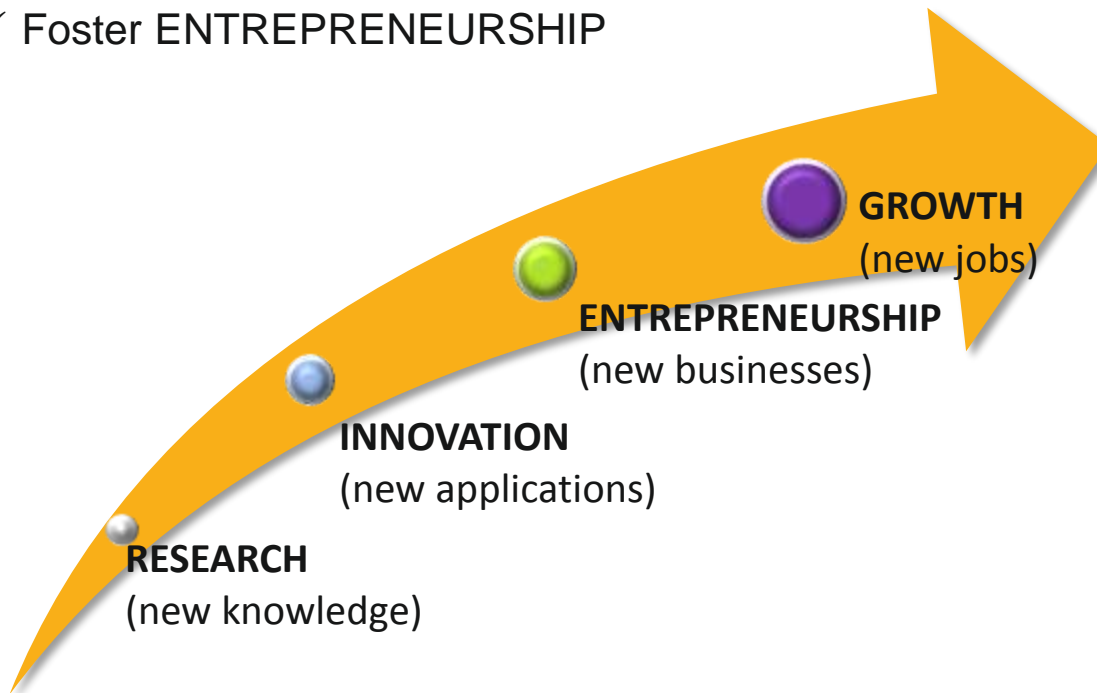 ✓ Foster ENTREPRENEURSHIP
GROWTH
(new jobs)
ENTREPRENEURSHIP
(new businesses)
INNOVATION
(new applications)
RESEARCH
(new knowledge)